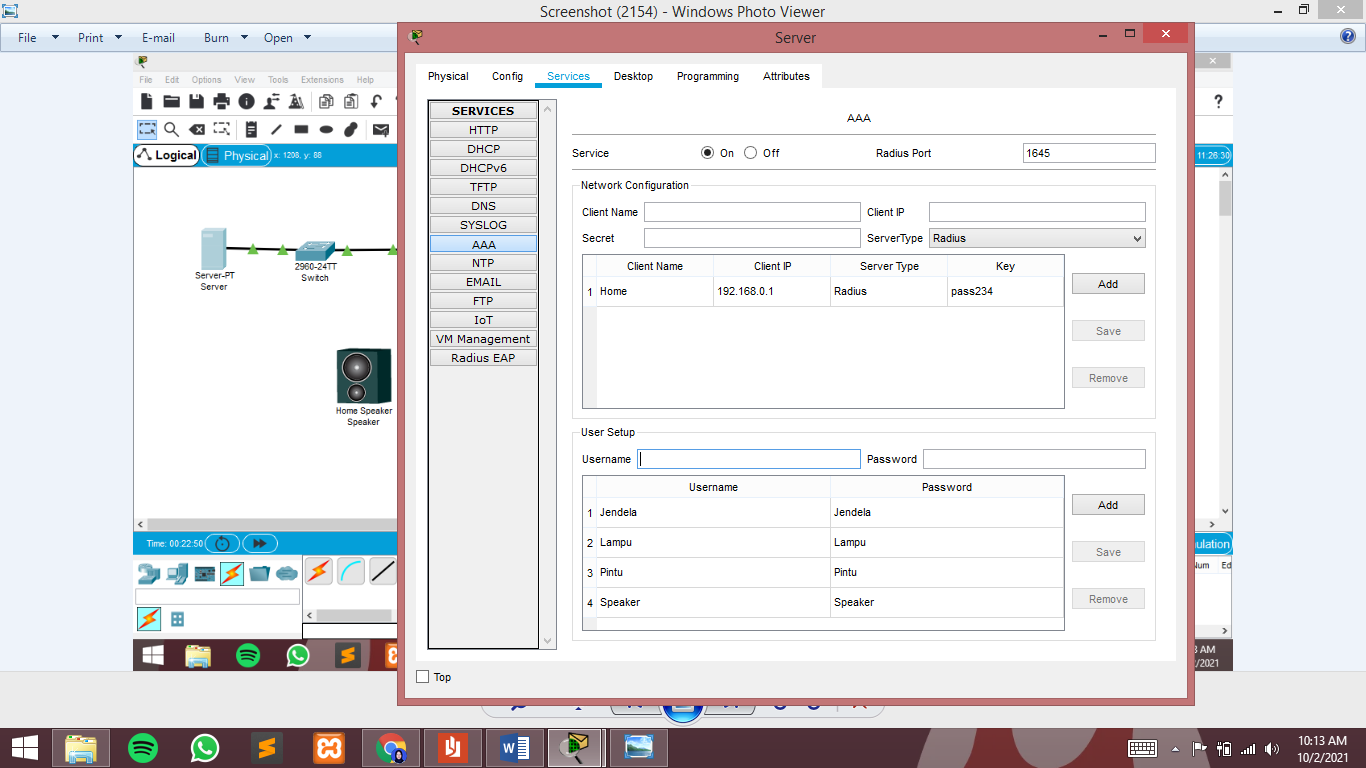 Screenshot (2154) - Windows Photo Viewer
File Print E-mail Burn Open
Server
File Edit Options View Tools Extensions Help
Physical Config Services Desktop Programming Attributes
Logical Physical x: 1208, y: 88
11:26:30
SERVICES
HTTP
DHCP
DHCPv6
TFTP
DNS
SYSLOG
AAA
NTP
EMAIL
FTP
IoT
VM Management
Radius EAP
AAA
Service On Off Radius Port 1645
Network Configuration
Client Name Client IP
Secret ServerType Radius
Client Name Client IP Server Type Key
1 Home 192.168.0.1 Radius pass234
Add
Save
Remove
User Setup
Username Password
Username Password
1 Jendela Jendela
2 Lampu Lampu
3 Pintu Pintu
4 Speaker Speaker
Add
Save
Remove
Top
Server-PT
Server
2960-24TT
Switch
Home Speaker
Speaker
Time: 00:22:50
ulation
Num Ed
3 AM
/2021
10:13 AM
10/2/2021